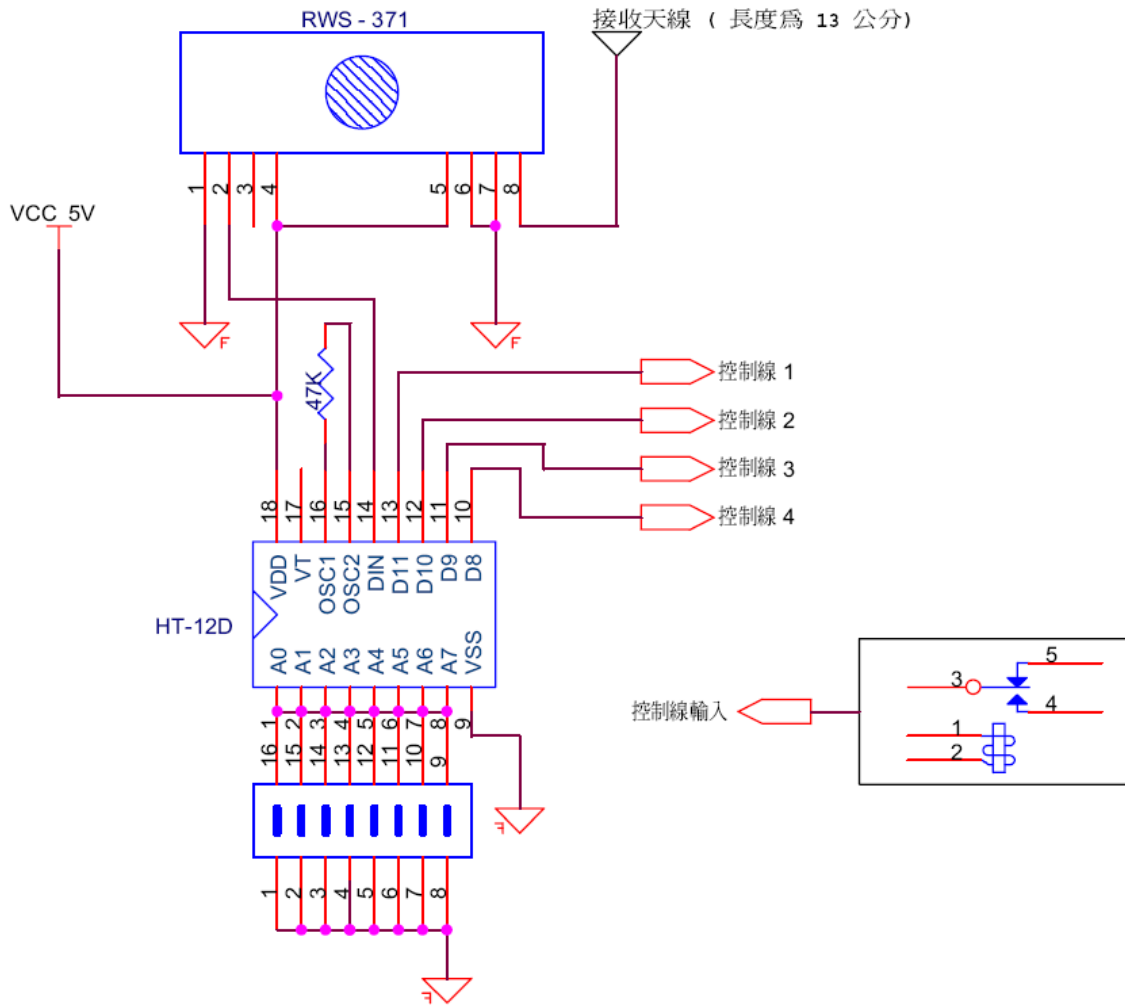 RWS - 371
接收天線 ( 長度爲 13 公分)
1 2 3 4 5 6 7 8
VCC 5V
F
F
47K
控制線 1
控制線 2
控制線 3
控制線 4
18 17 16 15 14 13 12 11 10
VDD VT OSC1 OSC2 DIN D11 D10 D9 D8
HT-12D
A0 A1 A2 A3 A4 A5 A6 A7 VSS
1 2 3 4 5 6 7 8 9
16 15 14 13 12 11 10 9
F
1 2 3 4 5 6 7 8
F
控制線輸入
3
5
4
1
2